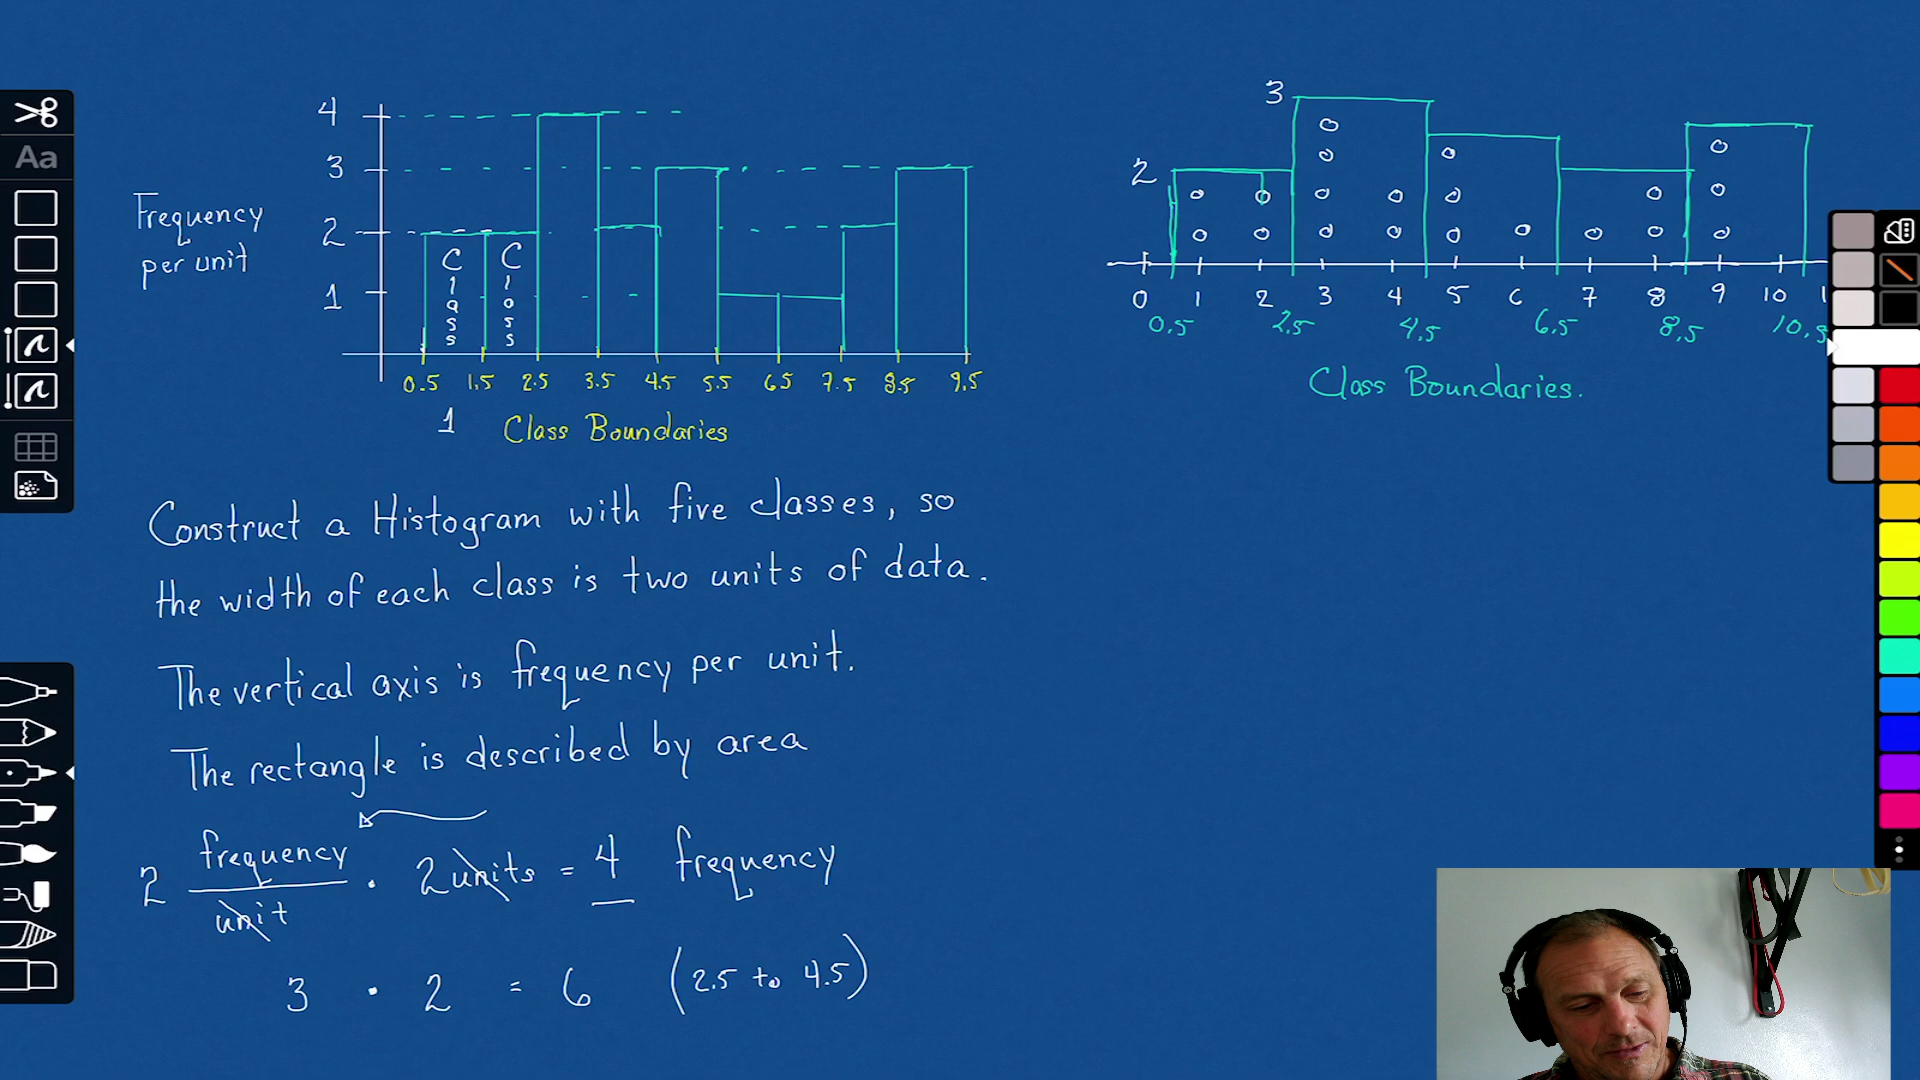 Aa
4
3
2
1
Frequency
per unit
Class
Class
0.5 1.5 2.5 3.5 4.5 5.5 6.5 7.5 8.5 9.5
1
Class Boundaries
3
2
0 1 2 3 4 5 6 7 8 9 10
0.5 2.5 4.5 6.5 8.5 10.5
Class Boundaries.
Construct a Histogram with five classes, so
the width of each class is two units of data.
The vertical axis is frequency per unit.
The rectangle is described by area
2 frequency/unit · 2 units = 4 frequency
3 · 2 = 6 (2.5 to 4.5)